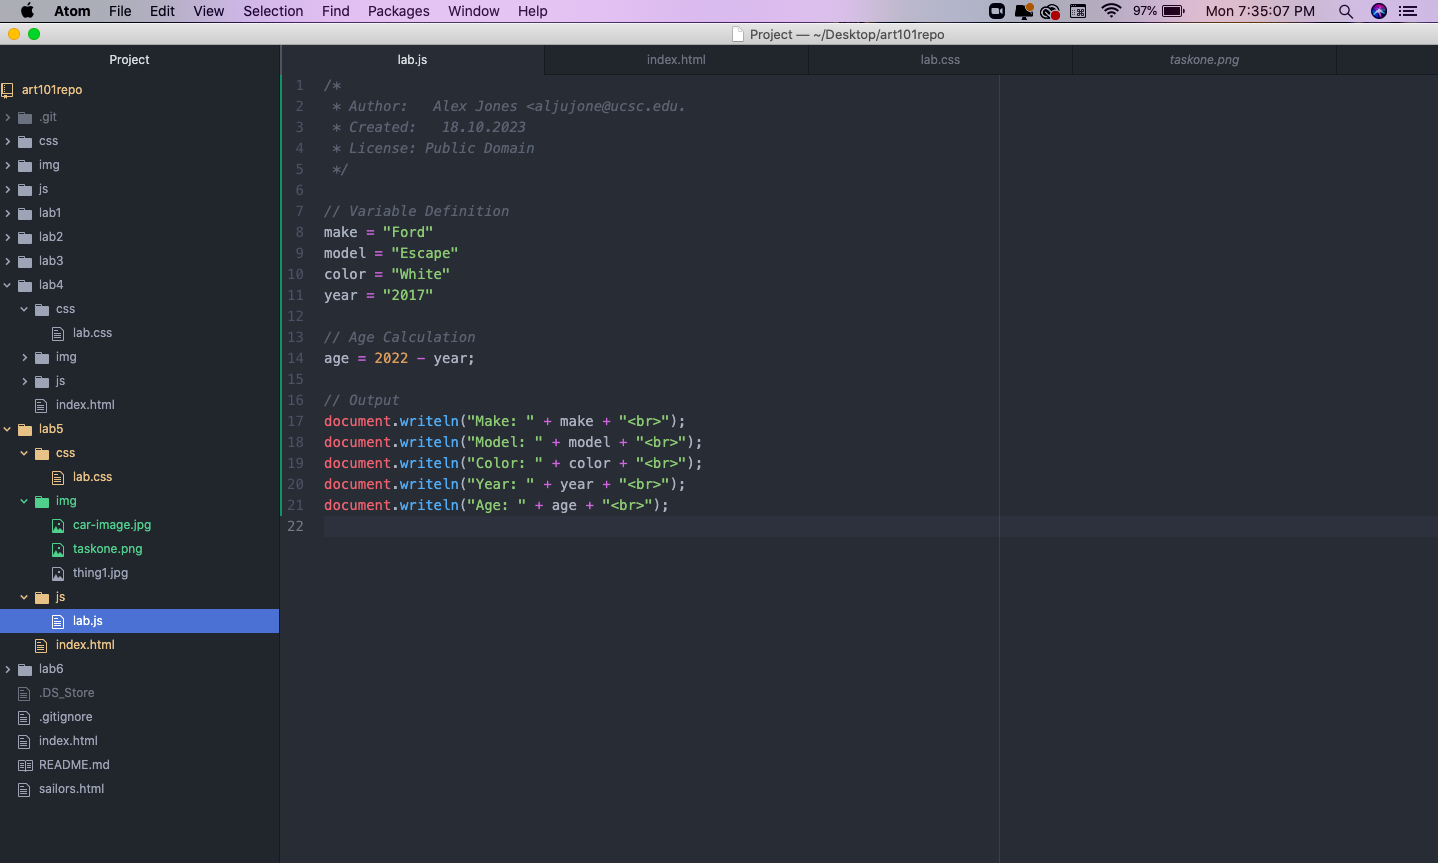 Atom File Edit View Selection Find Packages Window Help 97% Mon 7:35:07 PM
Project — ~/Desktop/art101repo
Project
art101repo
.git
css
img
js
lab1
lab2
lab3
lab4
css
lab.css
img
js
index.html
lab5
css
lab.css
img
car-image.jpg
taskone.png
thing1.jpg
js
lab.js
index.html
lab6
.DS_Store
.gitignore
index.html
README.md
sailors.html
lab.js index.html lab.css taskone.png
1 /*
2  * Author:   Alex Jones <aljujone@ucsc.edu.
3  * Created:   18.10.2023
4  * License: Public Domain
5  */
6
7 // Variable Definition
8 make = "Ford"
9 model = "Escape"
10 color = "White"
11 year = "2017"
12
13 // Age Calculation
14 age = 2022 - year;
15
16 // Output
17 document.writeln("Make: " + make + "<br>");
18 document.writeln("Model: " + model + "<br>");
19 document.writeln("Color: " + color + "<br>");
20 document.writeln("Year: " + year + "<br>");
21 document.writeln("Age: " + age + "<br>");
22